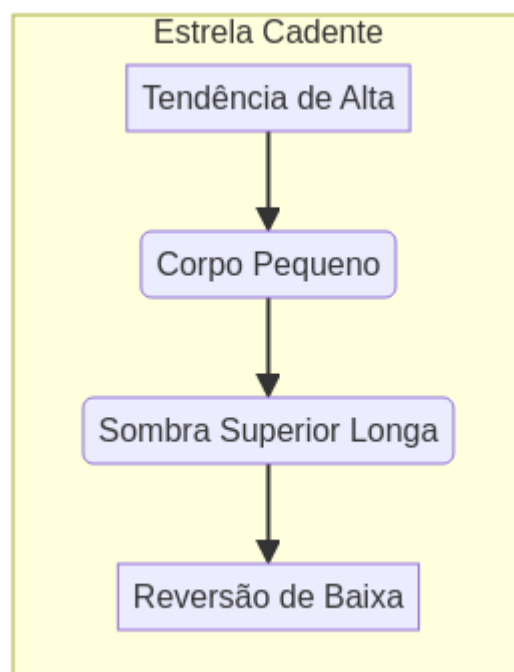 Estrela Cadente
Tendência de Alta
Corpo Pequeno
Sombra Superior Longa
Reversão de Baixa